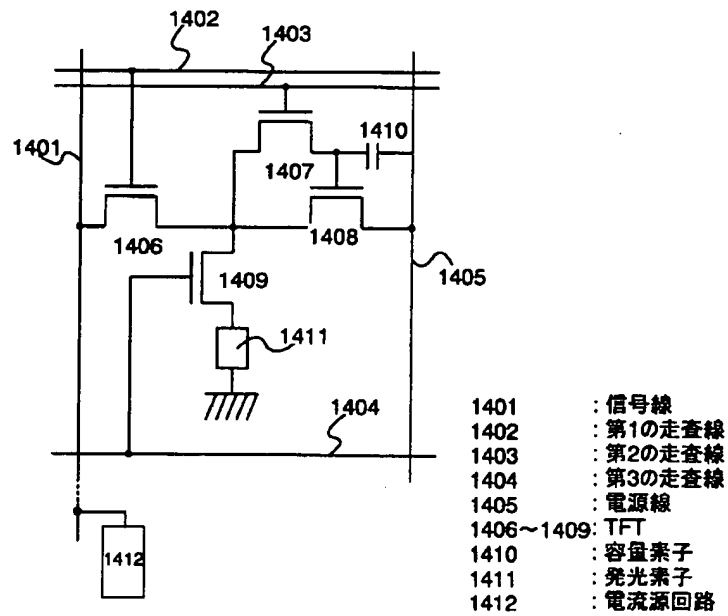 1402
1403
1410
1401
1407
1406
1408
1409
1405
1411
1404
1412
1401 : 信号線
1402 : 第1の走査線
1403 : 第2の走査線
1404 : 第3の走査線
1405 : 電源線
1406～1409: TFT
1410 : 容量素子
1411 : 発光素子
1412 : 電流源回路